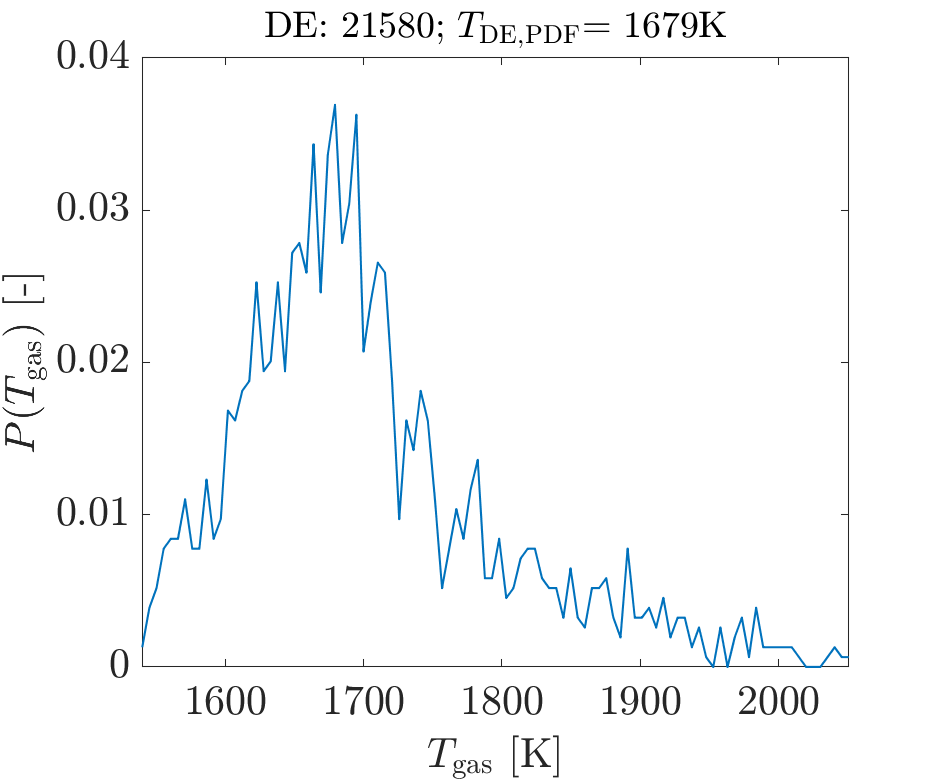 DE: 21580; T_DE,PDF= 1679K
0.04
0.03
0.02
0.01
0
P(T_gas) [-]
1600 1700 1800 1900 2000
T_gas [K]